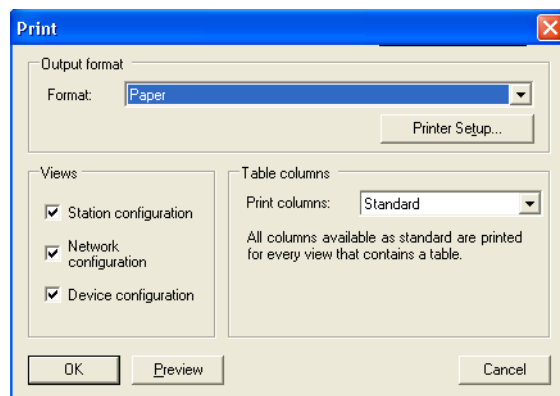 Print
Output format
Format: Paper
Printer Setup...
Views
Station configuration
Network
configuration
Device configuration
Table columns
Print columns: Standard
All columns available as standard are printed
for every view that contains a table.
OK Preview Cancel